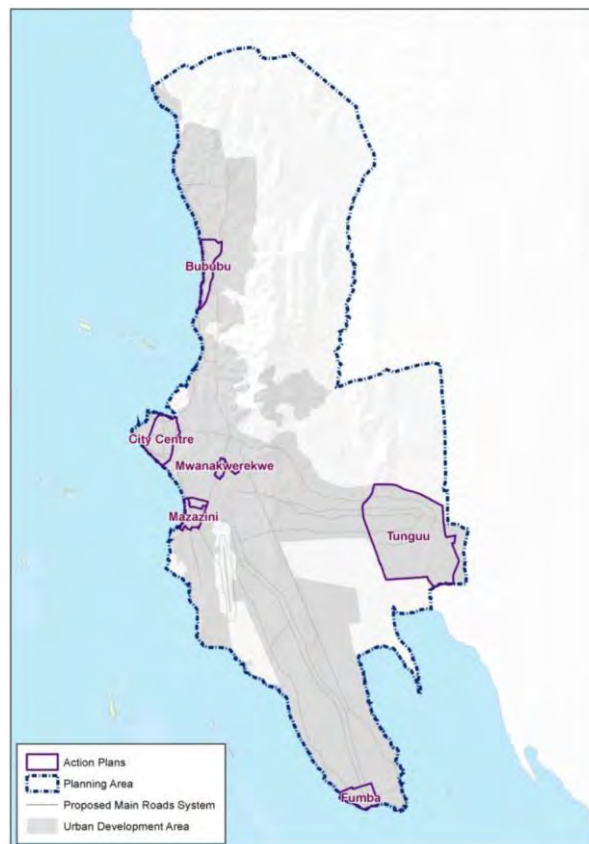 Bububu
City Centre
Mwanakwerekwe
Mazazini
Tunguu
Fumba
Action Plans
Planning Area
Proposed Main Roads System
Urban Development Area